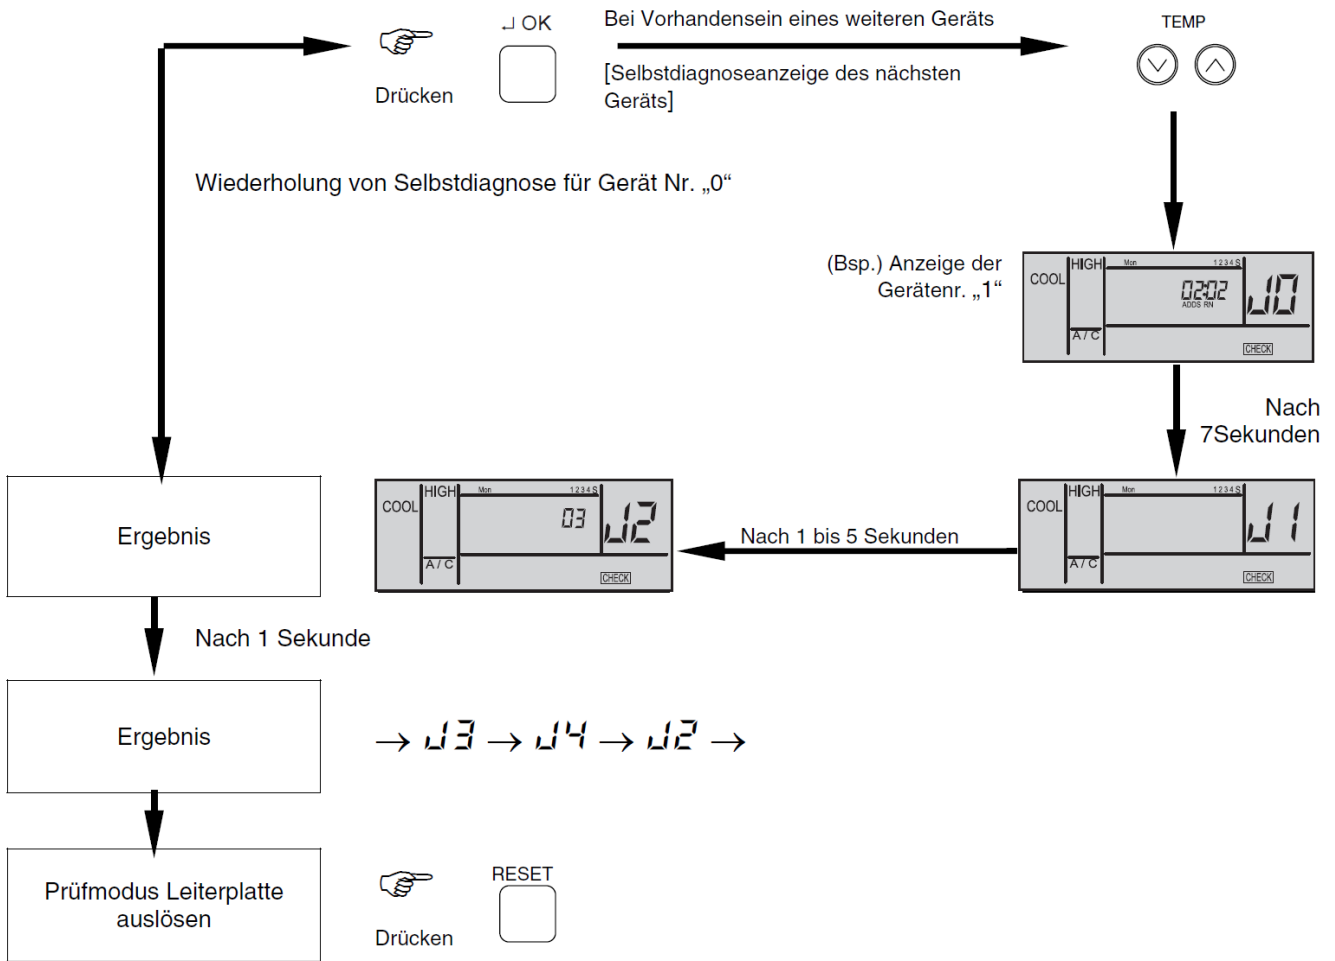 ↵ OK
Bei Vorhandensein eines weiteren Geräts
TEMP
Drücken
[Selbstdiagnoseanzeige des nächsten
Geräts]
Wiederholung von Selbstdiagnose für Gerät Nr. „0“
(Bsp.) Anzeige der
Gerätenr. „1“
COOL
HIGH
Mon
1 2 3 4 S
02:02
ADDS RN
J0
A / C
CHECK
Nach
7Sekunden
Ergebnis
COOL
HIGH
Mon
1 2 3 4 S
03
J2
A / C
CHECK
Nach 1 bis 5 Sekunden
COOL
HIGH
Mon
1 2 3 4 S
J1
A / C
CHECK
Nach 1 Sekunde
Ergebnis
→ J3 → J4 → J2 →
Prüfmodus Leiterplatte
auslösen
Drücken
RESET